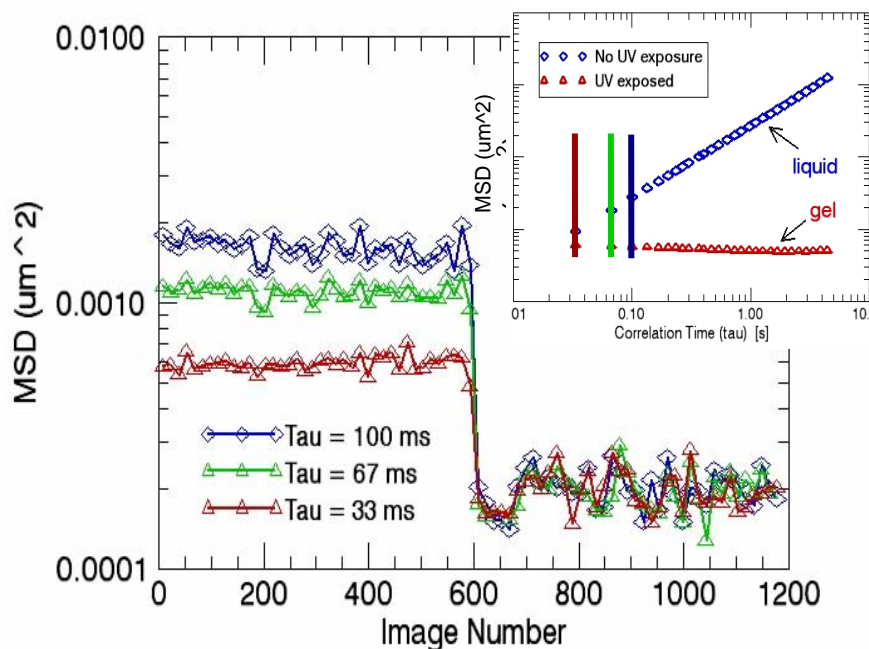 0.0100
0.0010
0.0001
MSD (um ^ 2)
Tau = 100 ms
Tau = 67 ms
Tau = 33 ms
0
200
400
600
800
1000
1200
Image Number
No UV exposure
UV exposed
MSD (um^2)
liquid
gel
01
0.10
1.00
10.
Correlation Time (tau) [s]